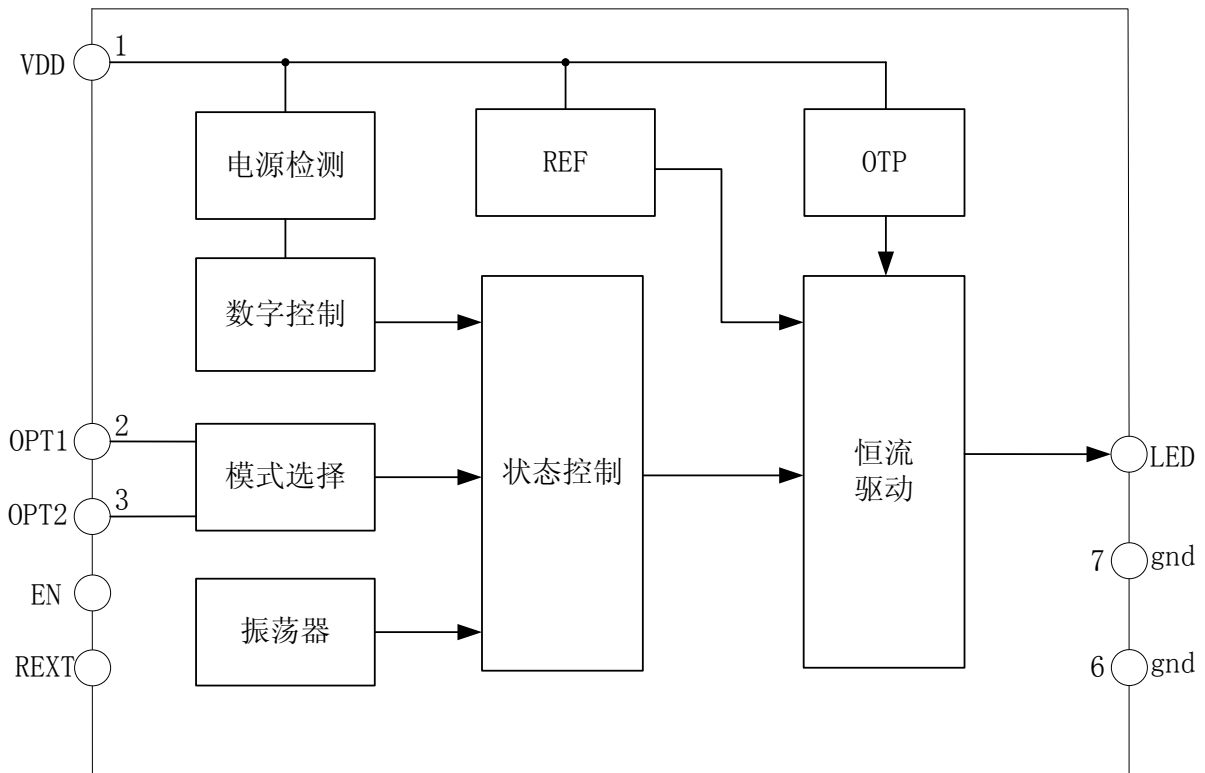 VDD
1
电源检测
REF
OTP
数字控制
OPT1
2
模式选择
OPT2
3
状态控制
恒流
驱动
LED
EN
振荡器
REXT
7
gnd
6
gnd